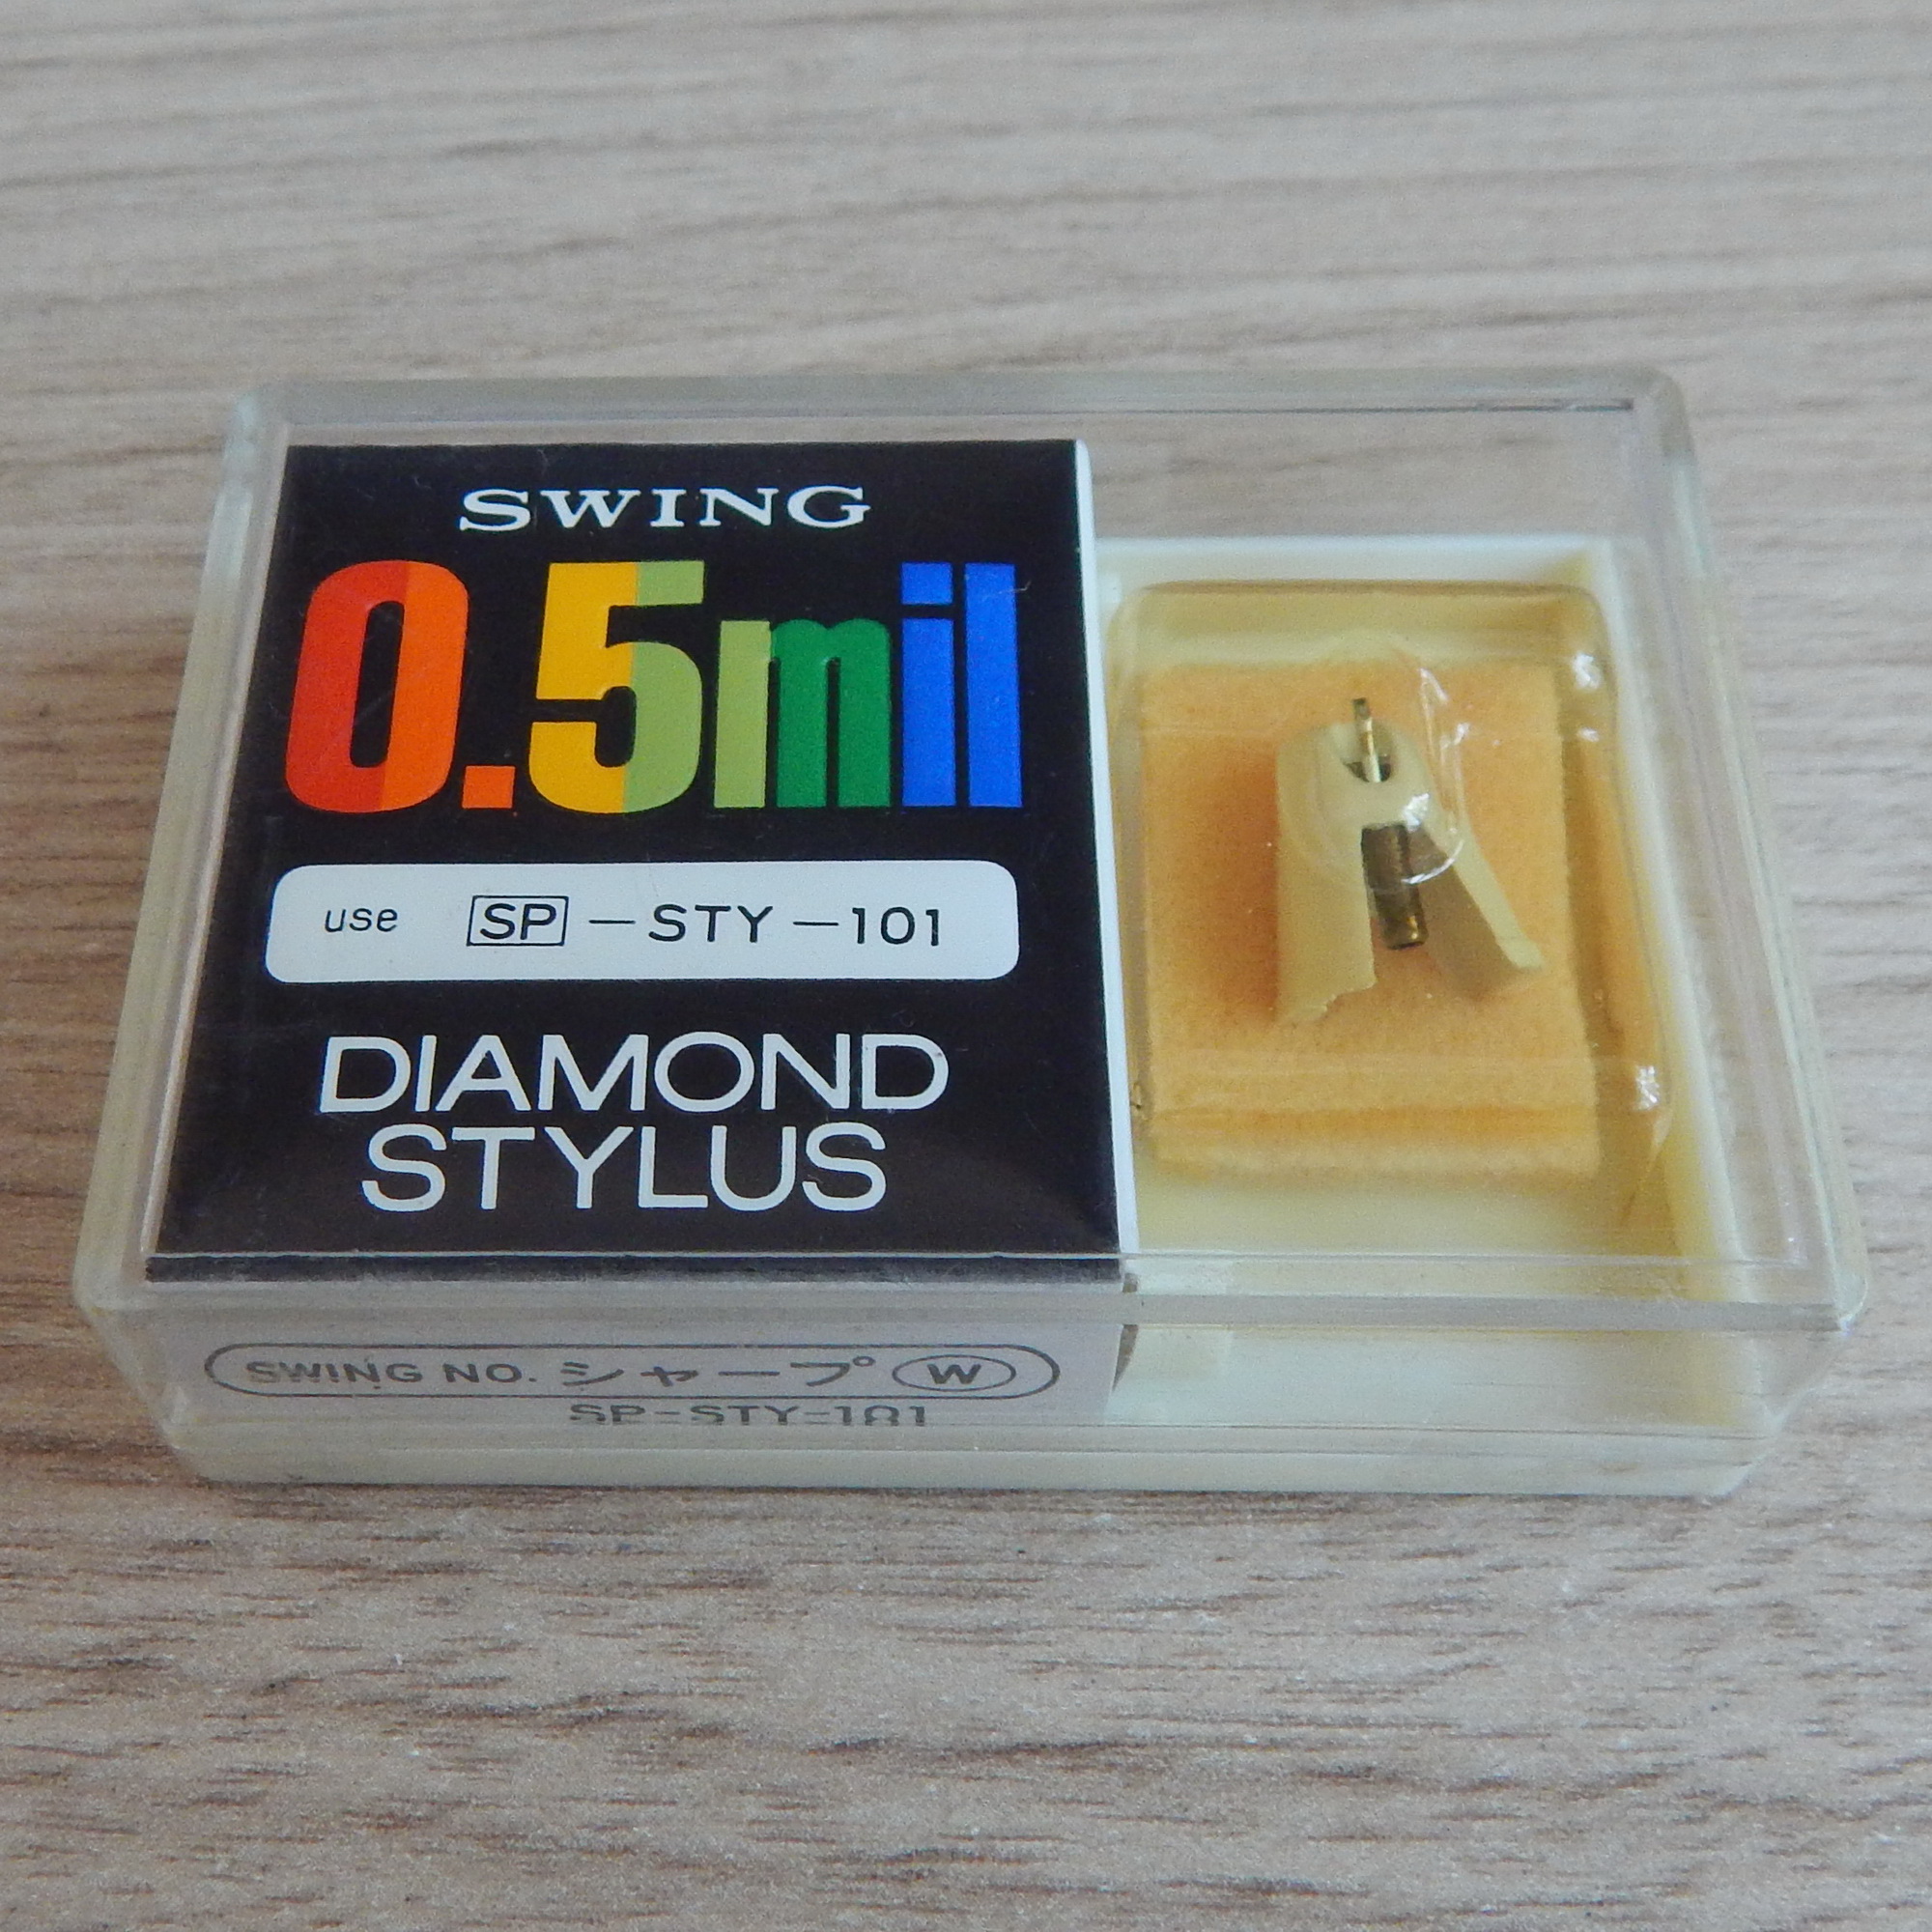 SWING
0.5mil
use SP-STY-101
DIAMOND
STYLUS
SWING NO. シャープ W
SP-STY-101